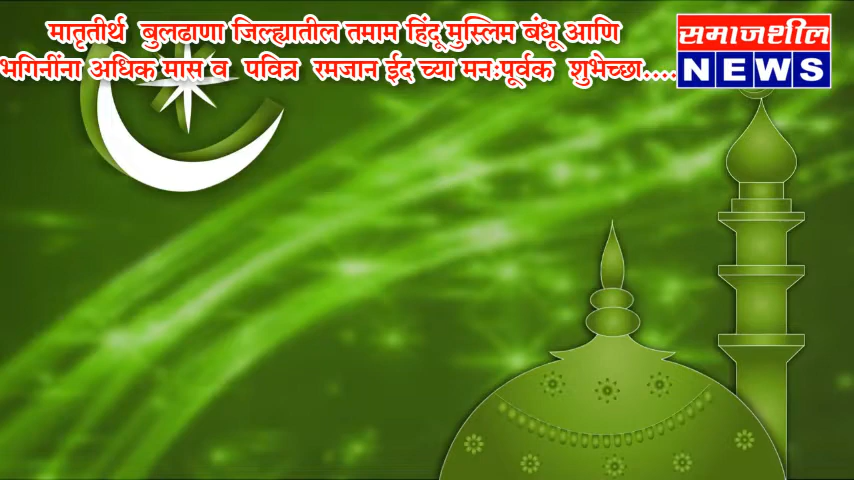 मातृतीर्थ बुलढाणा जिल्ह्यातील तमाम हिंदू मुस्लिम बंधू आणि
भगिनींना अधिक मास व पवित्र रमजान ईद च्या मनःपूर्वक शुभेच्छा....
समाजशील
NEWS